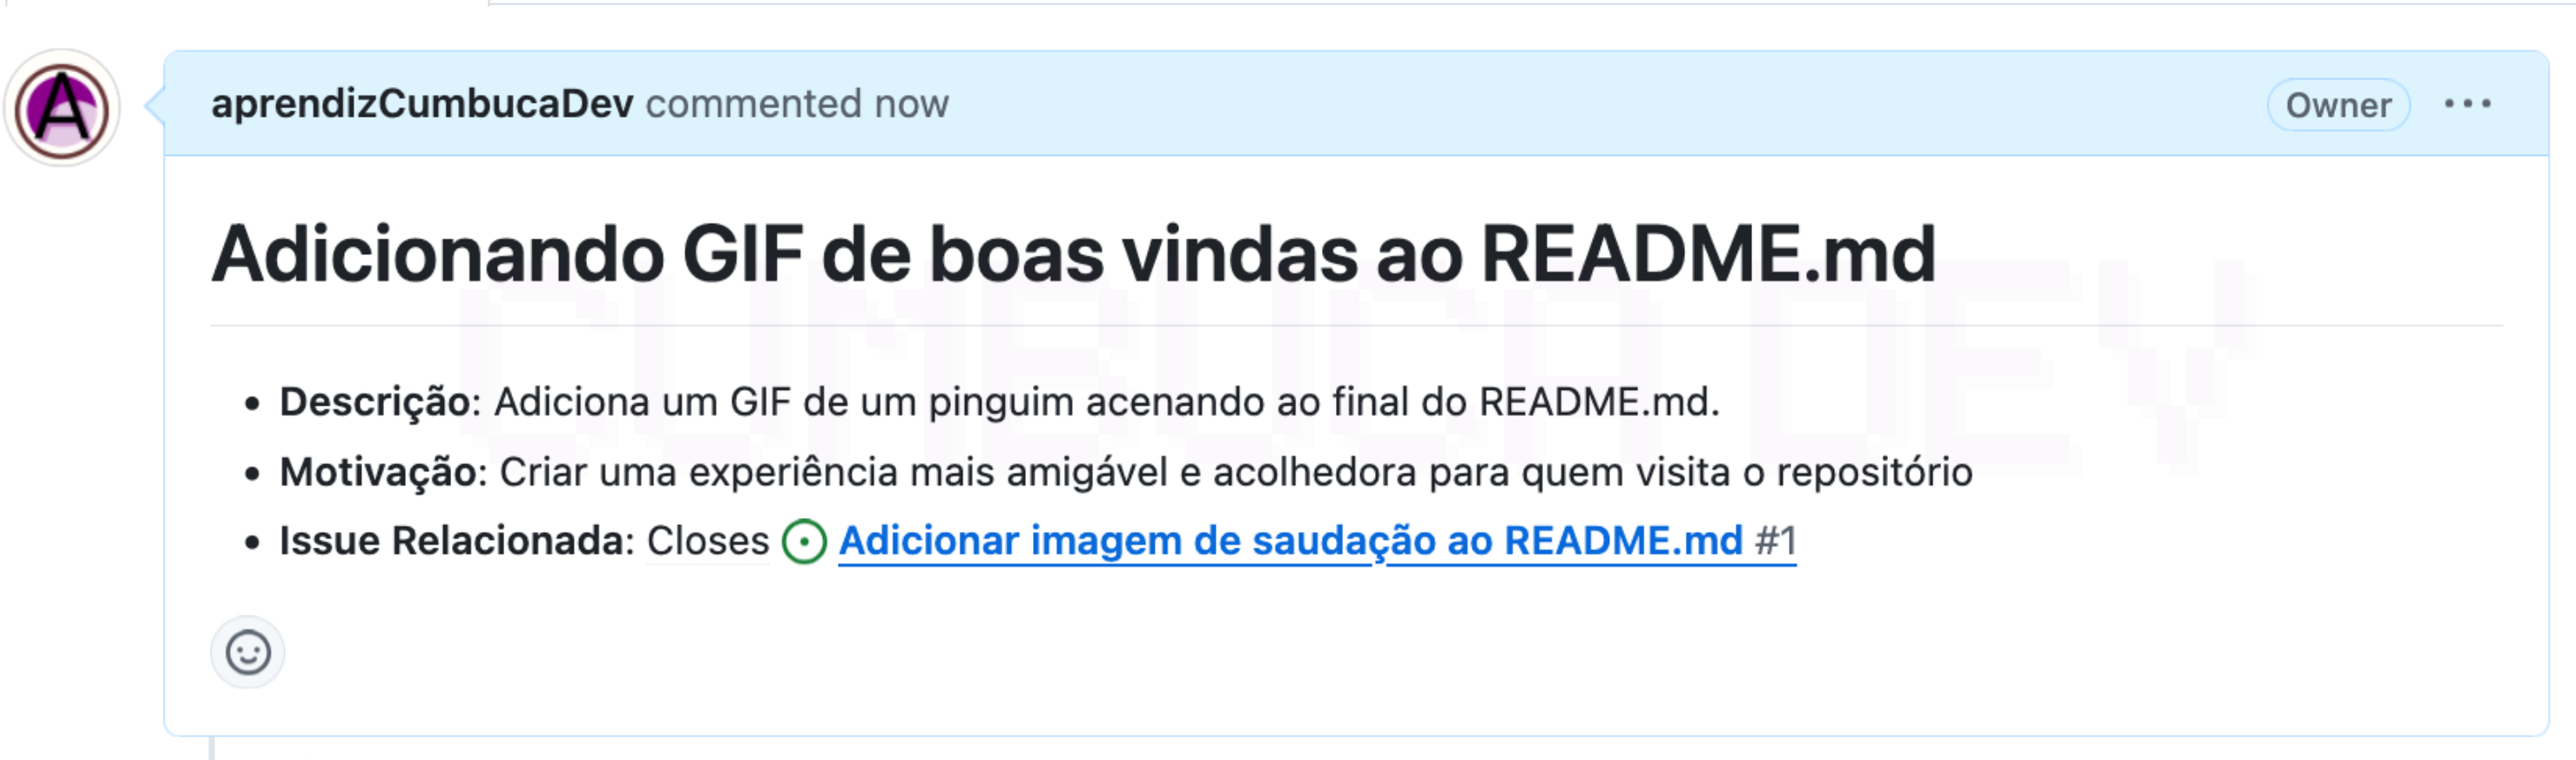 A
aprendizCumbucaDev commented now
Owner
Adicionando GIF de boas vindas ao README.md
CUMBUCA DEV
Descrição: Adiciona um GIF de um pinguim acenando ao final do README.md.
Motivação: Criar uma experiência mais amigável e acolhedora para quem visita o repositório
Issue Relacionada: Closes Adicionar imagem de saudação ao README.md #1